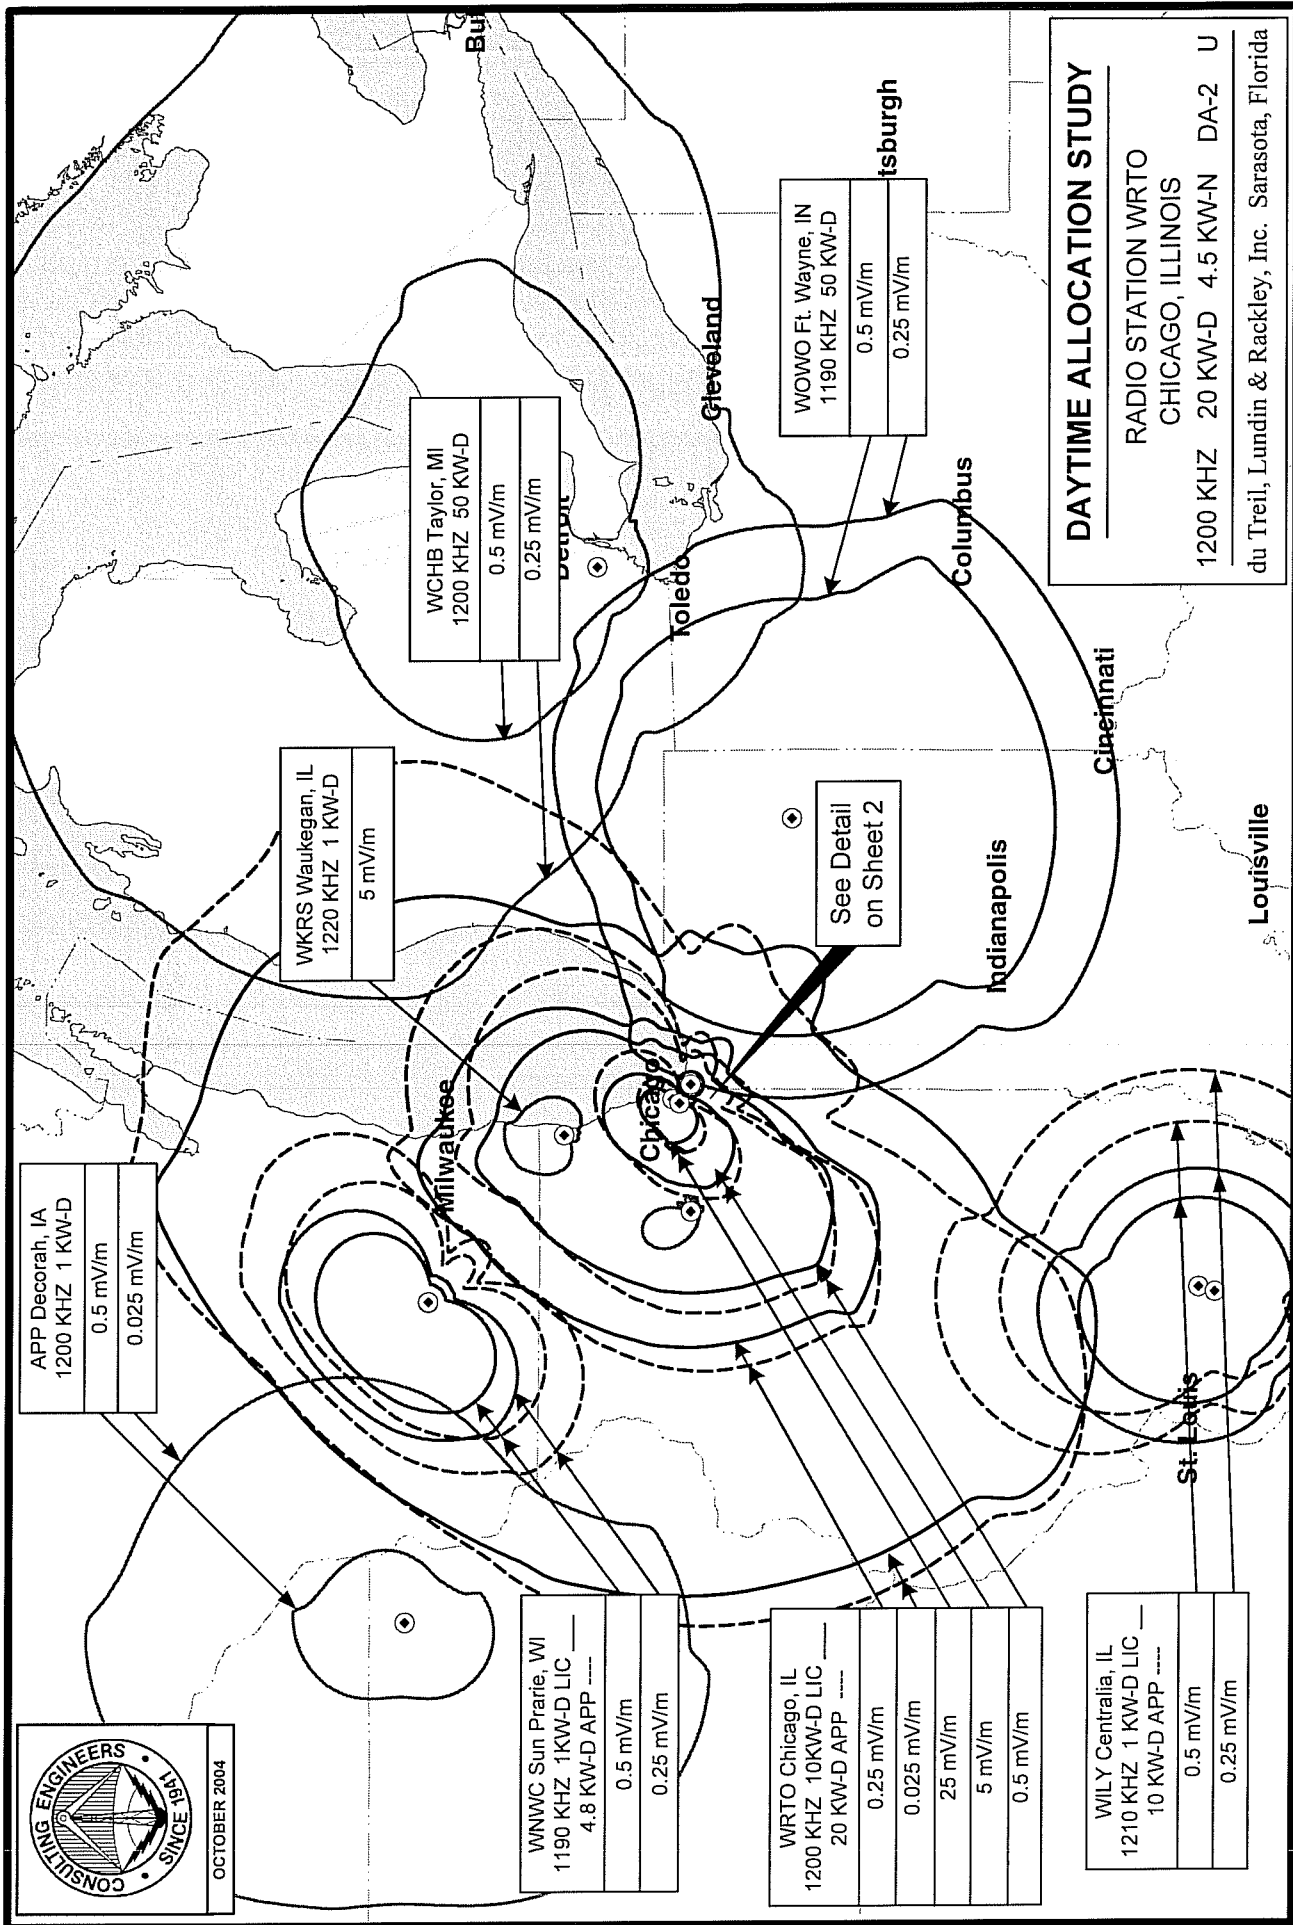 CONSULTING ENGINEERS
SINCE 1941
OCTOBER 2004
APP Decorah, IA
1200 KHZ 1 KW-D
0.5 mV/m
0.025 mV/m
WKRS Waukegan, IL
1220 KHZ 1 KW-D
5 mV/m
WCHB Taylor, MI
1200 KHZ 50 KW-D
0.5 mV/m
0.25 mV/m
WNWC Sun Prarie, WI
1190 KHZ 1KW-D LIC ___
4.8 KW-D APP ----
0.5 mV/m
0.25 mV/m
WRTO Chicago, IL
1200 KHZ 10KW-D LIC ___
20 KW-D APP ----
0.25 mV/m
0.025 mV/m
25 mV/m
5 mV/m
0.5 mV/m
WILY Centralia, IL
1210 KHZ 1 KW-D LIC ___
10 KW-D APP ----
0.5 mV/m
0.25 mV/m
WOWO Ft. Wayne, IN
1190 KHZ 50 KW-D
0.5 mV/m
0.25 mV/m
See Detail
on Sheet 2
Milwaukee
Chicago
Detroit
Toledo
Cleveland
Bu
tsburgh
Columbus
Cincinnati
Indianapolis
Louisville
St. Louis
DAYTIME ALLOCATION STUDY
RADIO STATION WRTO
CHICAGO, ILLINOIS
1200 KHZ 20 KW-D 4.5 KW-N DA-2 U
du Treil, Lundin & Rackley, Inc. Sarasota, Florida